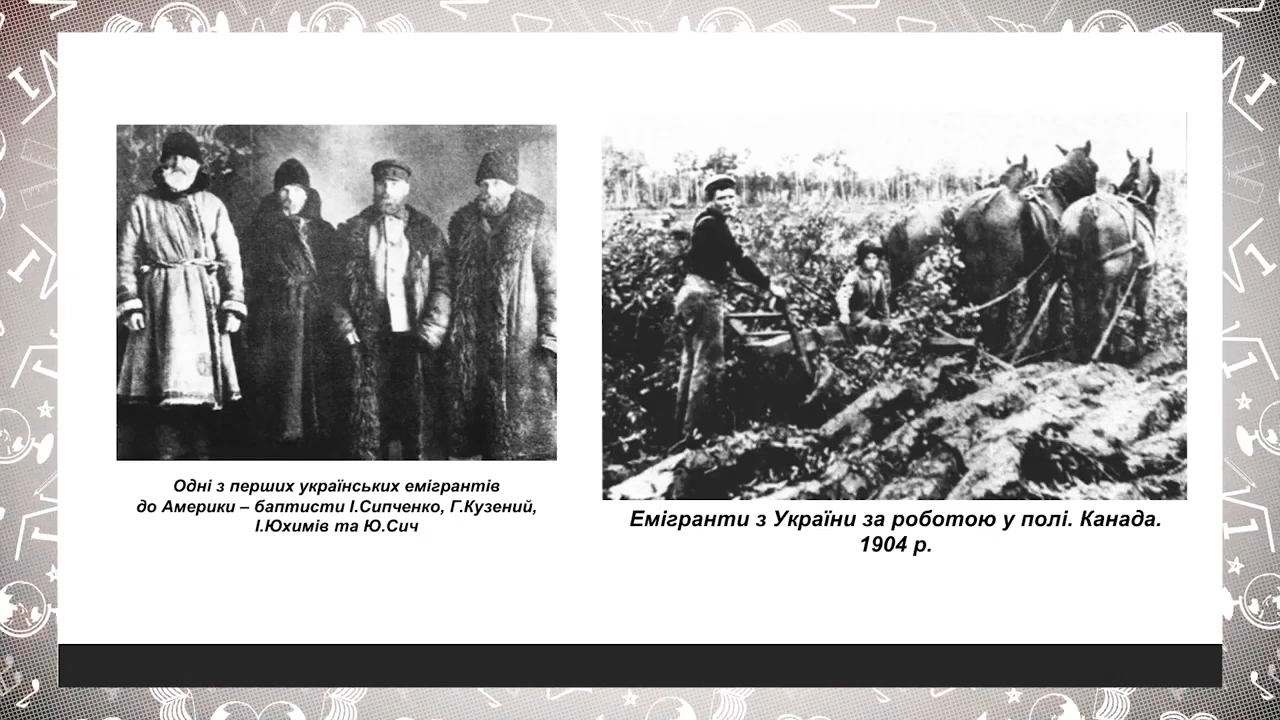 Одні з перших українських емігрантів
до Америки – баптисти І.Сипченко, Г.Кузений,
І.Юхимів та Ю.Сич
Емігранти з України за роботою у полі. Канада.
1904 р.